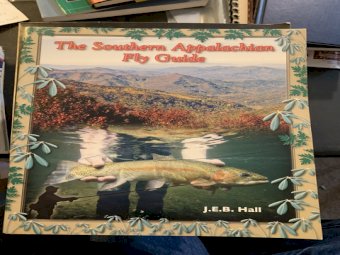 The Southern Appalachian
Fly Guide
J.E.B. Hall